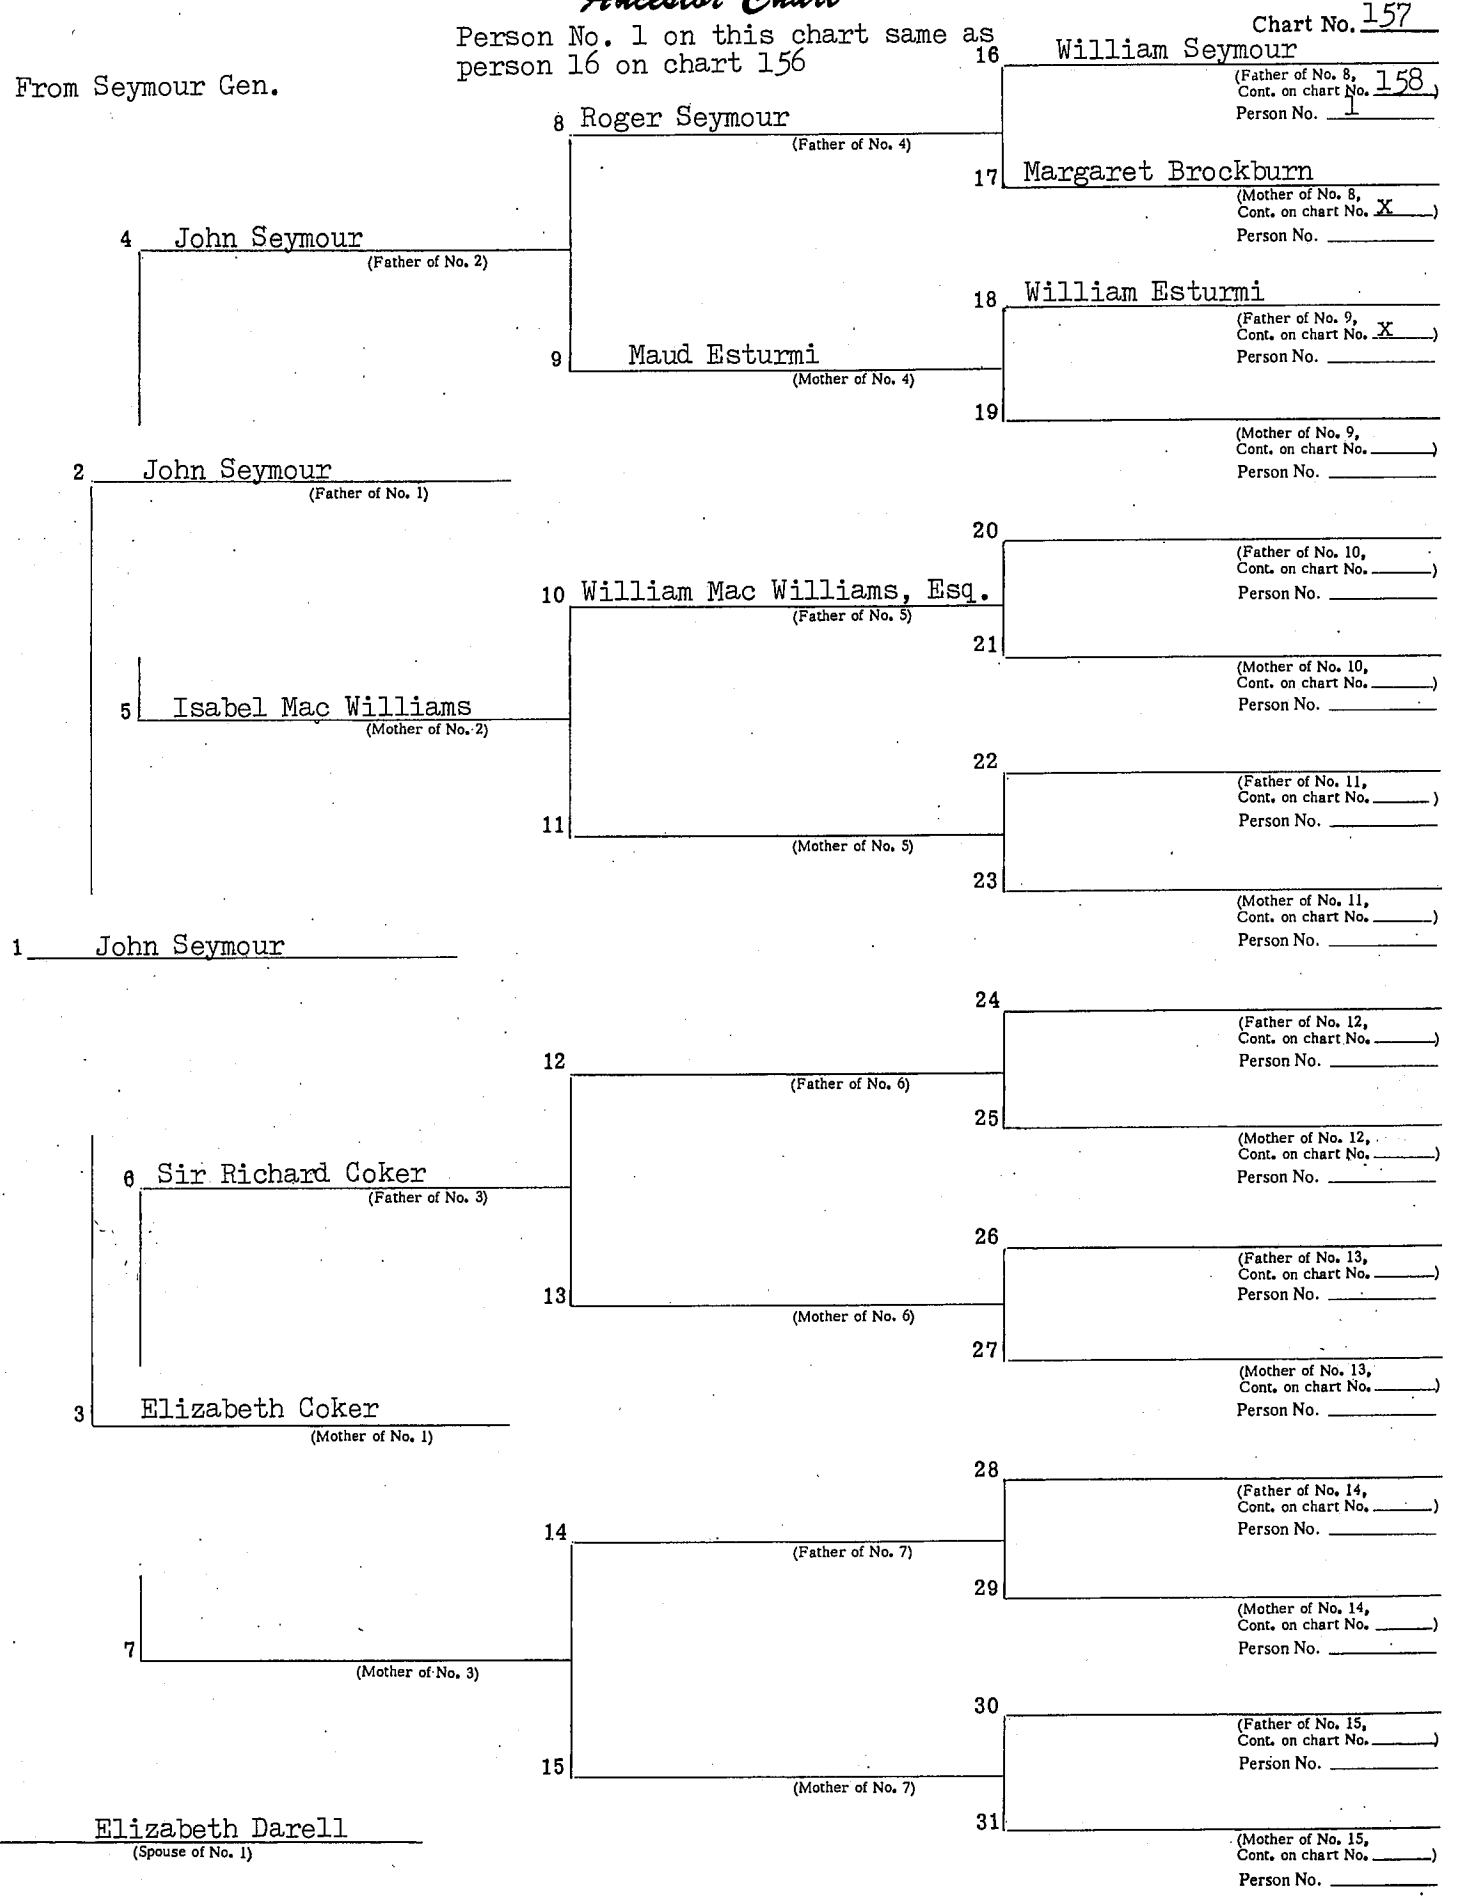 Ancestor Chart
Chart No. 157
Person No. 1 on this chart same as
person 16 on chart 156
From Seymour Gen.
16 William Seymour
(Father of No. 8,
Cont. on chart No. 158)
Person No. 1
8 Roger Seymour
(Father of No. 4)
17 Margaret Brockburn
(Mother of No. 8,
Cont. on chart No. X)
Person No.
4 John Seymour
(Father of No. 2)
18 William Esturmi
(Father of No. 9,
Cont. on chart No. X)
Person No.
9 Maud Esturmi
(Mother of No. 4)
19
(Mother of No. 9,
Cont. on chart No. )
Person No.
2 John Seymour
(Father of No. 1)
20
(Father of No. 10,
Cont. on chart No. )
Person No.
10 William Mac Williams, Esq.
(Father of No. 5)
21
(Mother of No. 10,
Cont. on chart No. )
Person No.
5 Isabel Mac Williams
(Mother of No. 2)
22
(Father of No. 11,
Cont. on chart No. )
Person No.
11
(Mother of No. 5)
23
(Mother of No. 11,
Cont. on chart No. )
Person No.
1 John Seymour
24
(Father of No. 12,
Cont. on chart No. )
Person No.
12
(Father of No. 6)
25
(Mother of No. 12,
Cont. on chart No. )
Person No.
6 Sir Richard Coker
(Father of No. 3)
26
(Father of No. 13,
Cont. on chart No. )
Person No.
13
(Mother of No. 6)
27
(Mother of No. 13,
Cont. on chart No. )
Person No.
3 Elizabeth Coker
(Mother of No. 1)
28
(Father of No. 14,
Cont. on chart No. )
Person No.
14
(Father of No. 7)
29
(Mother of No. 14,
Cont. on chart No. )
Person No.
7
(Mother of No. 3)
30
(Father of No. 15,
Cont. on chart No. )
Person No.
15
(Mother of No. 7)
31
(Mother of No. 15,
Cont. on chart No. )
Person No.
Elizabeth Darell
(Spouse of No. 1)